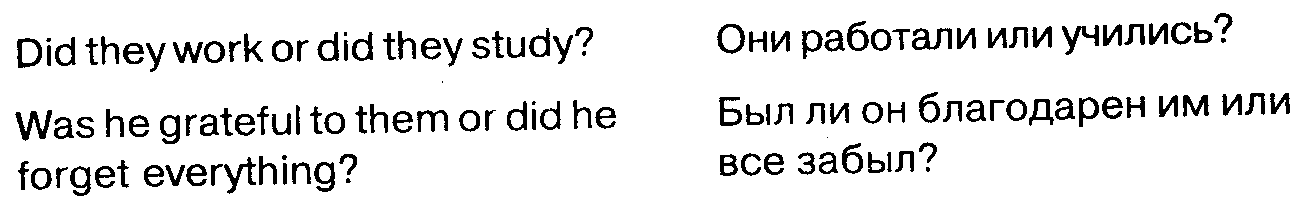 Did they work or did they study?
Они работали или учились?
Was he grateful to them or did he
forget everything?
Был ли он благодарен им или
все забыл?